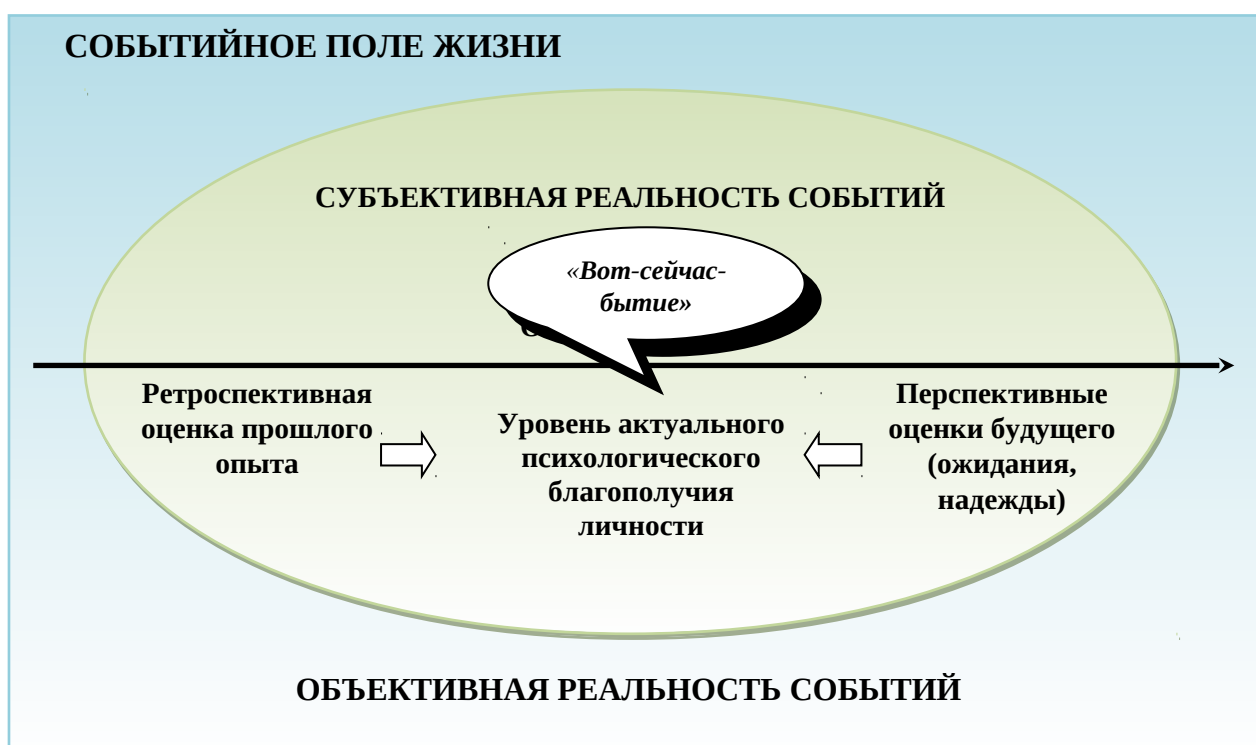 СОБЫТИЙНОЕ ПОЛЕ ЖИЗНИ
СУБЪЕКТИВНАЯ РЕАЛЬНОСТЬ СОБЫТИЙ
«Вот-сейчас-
бытие»
Ретроспективная
оценка прошлого
опыта
Уровень актуального
психологического
благополучия
личности
Перспективные
оценки будущего
(ожидания,
надежды)
ОБЪЕКТИВНАЯ РЕАЛЬНОСТЬ СОБЫТИЙ